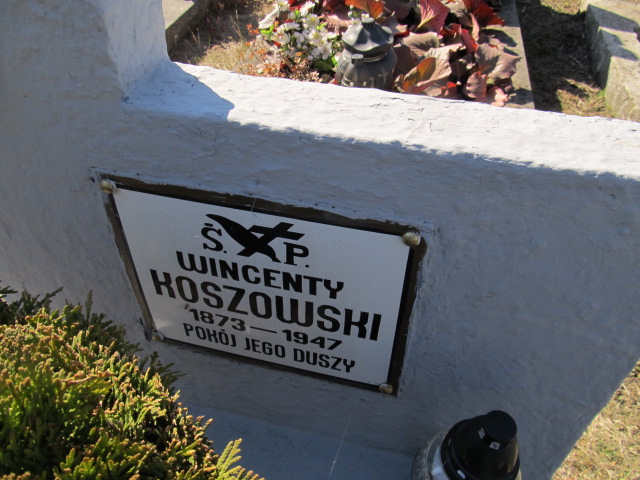 Ś. P.
WINCENTY
KOSZOWSKI
1873—1947
POKÓJ JEGO DUSZY